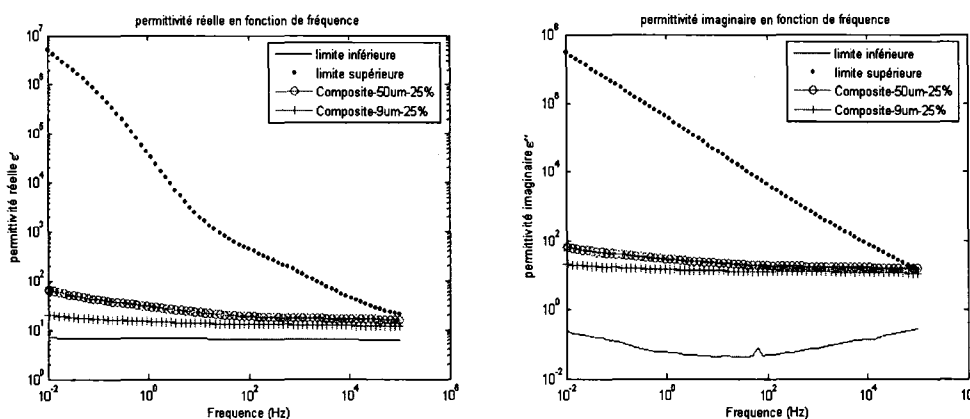 permittivité réelle en fonction de fréquence
permittivité réelle ε'
10^7
10^6
10^5
10^4
10^3
10^2
10^1
10^0
limite inférieure
limite supérieure
Composite-50um-25%
Composite-9um-25%
10^-2
10^0
10^2
10^4
10^6
Frequence (Hz)
permittivité imaginaire en fonction de fréquence
permittivité imaginaire ε''
10^6
10^4
10^2
10^0
10^-2
limite inférieure
limite supérieure
Composite-50um-25%
Composite-9um-25%
10^-2
10^0
10^2
10^4
Frequence (Hz)